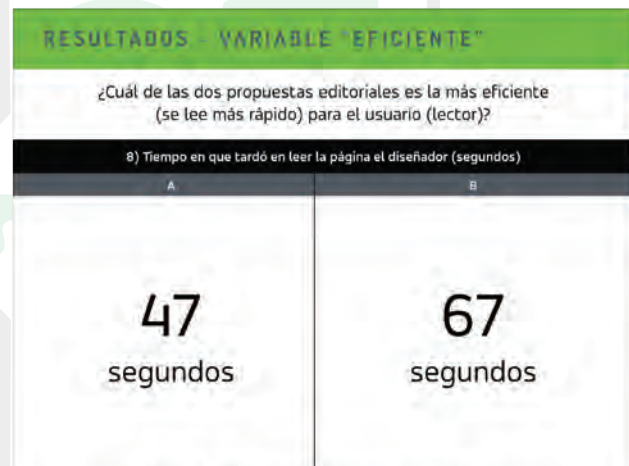 RESULTADOS - VARIABLE "EFICIENTE"
¿Cuál de las dos propuestas editoriales es la más eficiente
(se lee más rápido) para el usuario (lector)?
8) Tiempo en que tardó en leer la página el diseñador (segundos)
A B
47 67
segundos segundos